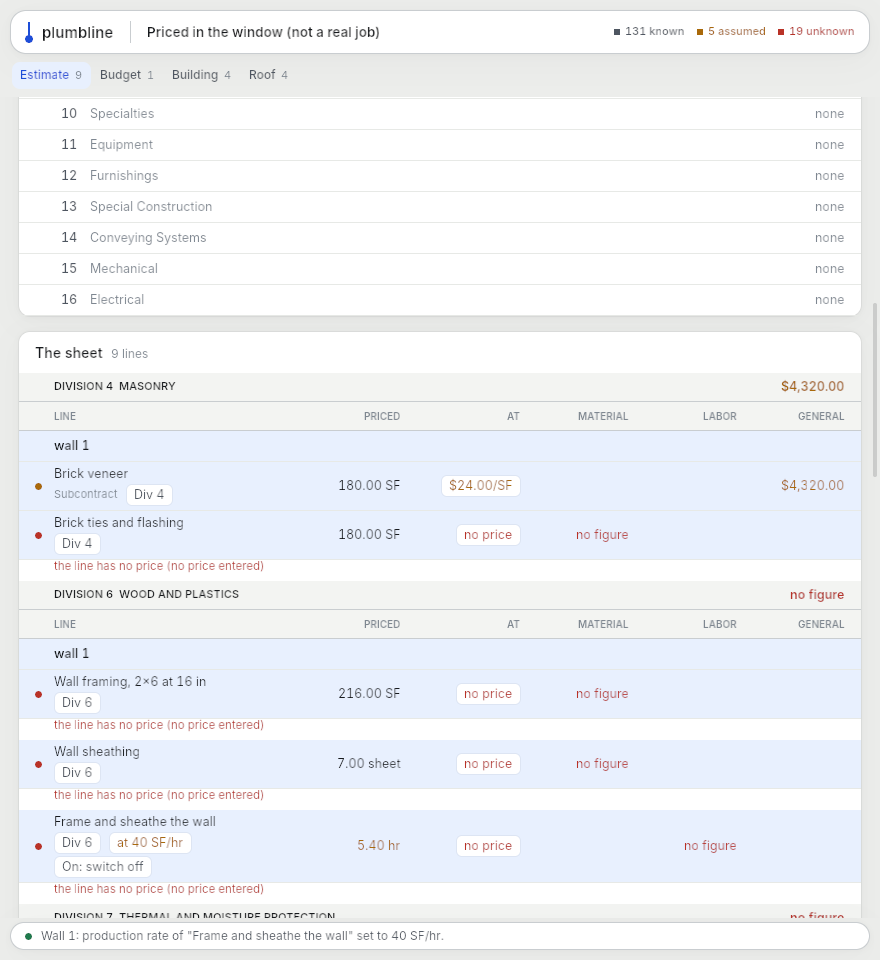 plumbline Priced in the window (not a real job) 131 known 5 assumed 19 unknown
Estimate 9 Budget 1 Building 4 Roof 4
10 Specialties none
11 Equipment none
12 Furnishings none
13 Special Construction none
14 Conveying Systems none
15 Mechanical none
16 Electrical none
The sheet 9 lines
DIVISION 4 MASONRY $4,320.00
LINE PRICED AT MATERIAL LABOR GENERAL
wall 1
Brick veneer
Subcontract Div 4 180.00 SF $24.00/SF $4,320.00
Brick ties and flashing
Div 4 180.00 SF no price no figure
the line has no price (no price entered)
DIVISION 6 WOOD AND PLASTICS no figure
LINE PRICED AT MATERIAL LABOR GENERAL
wall 1
Wall framing, 2×6 at 16 in
Div 6 216.00 SF no price no figure
the line has no price (no price entered)
Wall sheathing
Div 6 7.00 sheet no price no figure
the line has no price (no price entered)
Frame and sheathe the wall
Div 6 at 40 SF/hr 5.40 hr no price no figure
On: switch off
the line has no price (no price entered)
DIVISION 7 THERMAL AND MOISTURE PROTECTION no figure
Wall 1: production rate of "Frame and sheathe the wall" set to 40 SF/hr.